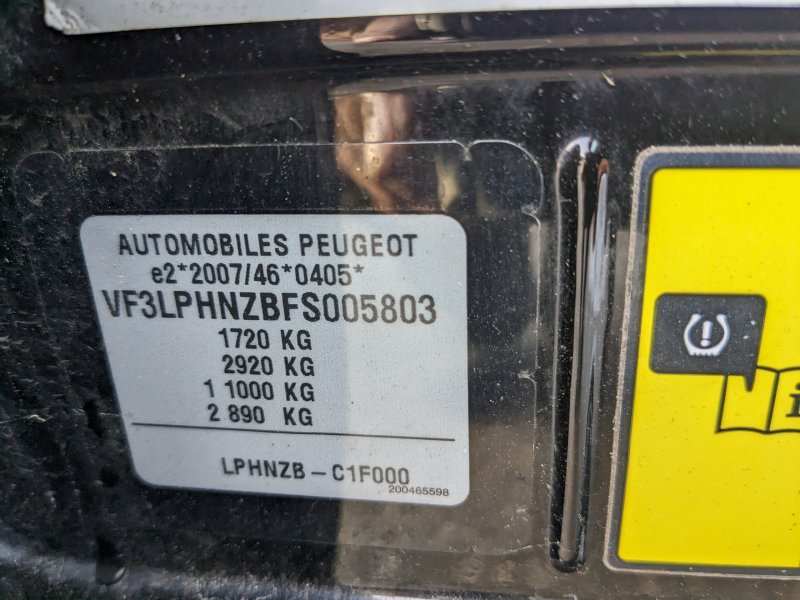 AUTOMOBILES PEUGEOT
e2*2007/46*0405*
VF3LPHNZBFS005803
1720 KG
2920 KG
1 1000 KG
2 890 KG
LPHNZB - C1F000
200465598
i